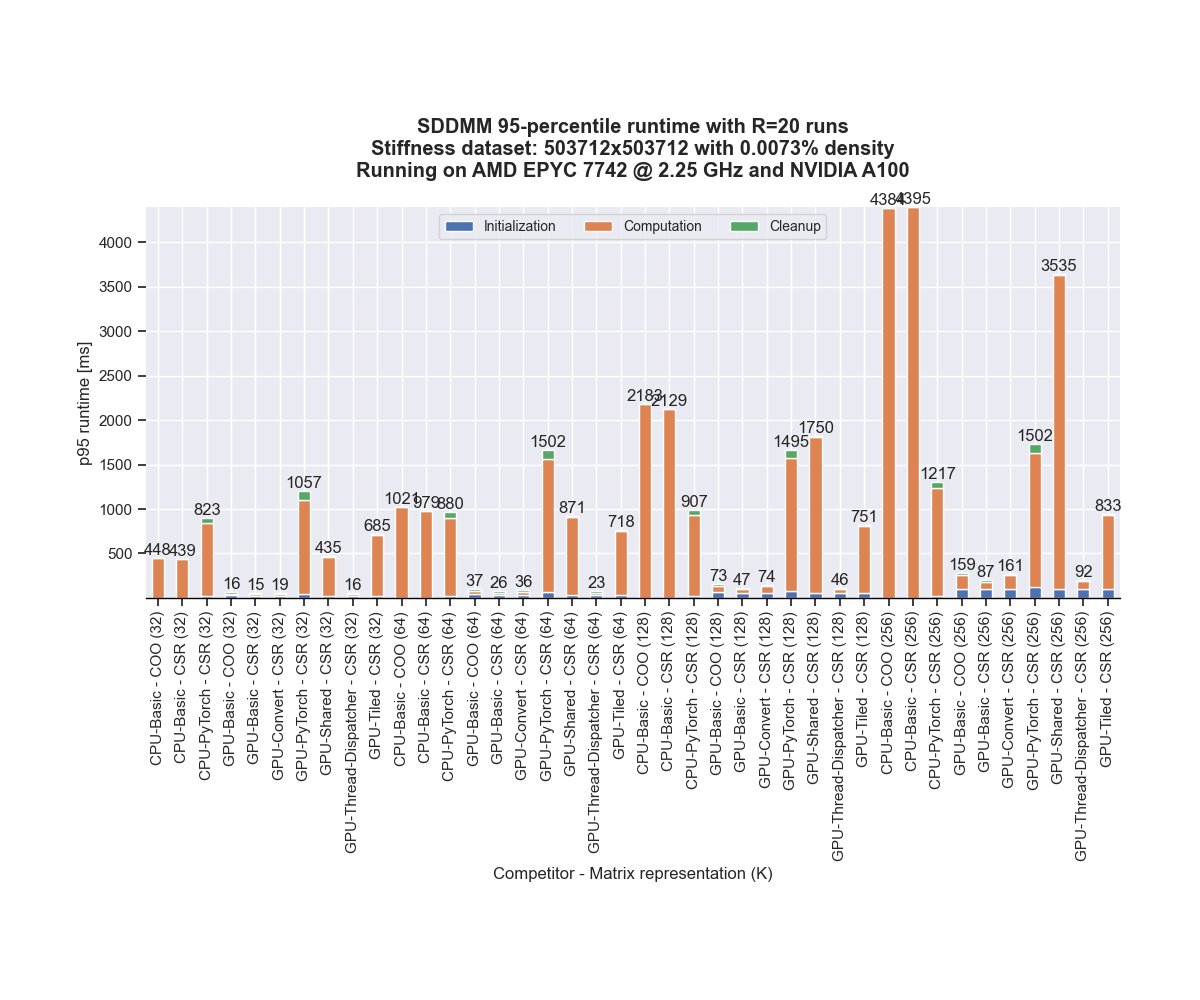 SDDMM 95-percentile runtime with R=20 runs
Stiffness dataset: 503712x503712 with 0.0073% density
Running on AMD EPYC 7742 @ 2.25 GHz and NVIDIA A100
Initialization
Computation
Cleanup
p95 runtime [ms]
4000
3500
3000
2500
2000
1500
1000
500
448
439
823
16
15
19
1057
435
16
685
1021
979
880
37
26
36
1502
871
23
718
2183
2129
907
73
47
74
1495
1750
46
751
4384
4395
1217
159
87
161
1502
3535
92
833
CPU-Basic - COO (32)
CPU-Basic - CSR (32)
CPU-PyTorch - CSR (32)
GPU-Basic - COO (32)
GPU-Basic - CSR (32)
GPU-Convert - CSR (32)
GPU-PyTorch - CSR (32)
GPU-Shared - CSR (32)
GPU-Thread-Dispatcher - CSR (32)
GPU-Tiled - CSR (32)
CPU-Basic - COO (64)
CPU-Basic - CSR (64)
CPU-PyTorch - CSR (64)
GPU-Basic - COO (64)
GPU-Basic - CSR (64)
GPU-Convert - CSR (64)
GPU-PyTorch - CSR (64)
GPU-Shared - CSR (64)
GPU-Thread-Dispatcher - CSR (64)
GPU-Tiled - CSR (64)
CPU-Basic - COO (128)
CPU-Basic - CSR (128)
CPU-PyTorch - CSR (128)
GPU-Basic - COO (128)
GPU-Basic - CSR (128)
GPU-Convert - CSR (128)
GPU-PyTorch - CSR (128)
GPU-Shared - CSR (128)
GPU-Thread-Dispatcher - CSR (128)
GPU-Tiled - CSR (128)
CPU-Basic - COO (256)
CPU-Basic - CSR (256)
CPU-PyTorch - CSR (256)
GPU-Basic - COO (256)
GPU-Basic - CSR (256)
GPU-Convert - CSR (256)
GPU-PyTorch - CSR (256)
GPU-Shared - CSR (256)
GPU-Thread-Dispatcher - CSR (256)
GPU-Tiled - CSR (256)
Competitor - Matrix representation (K)